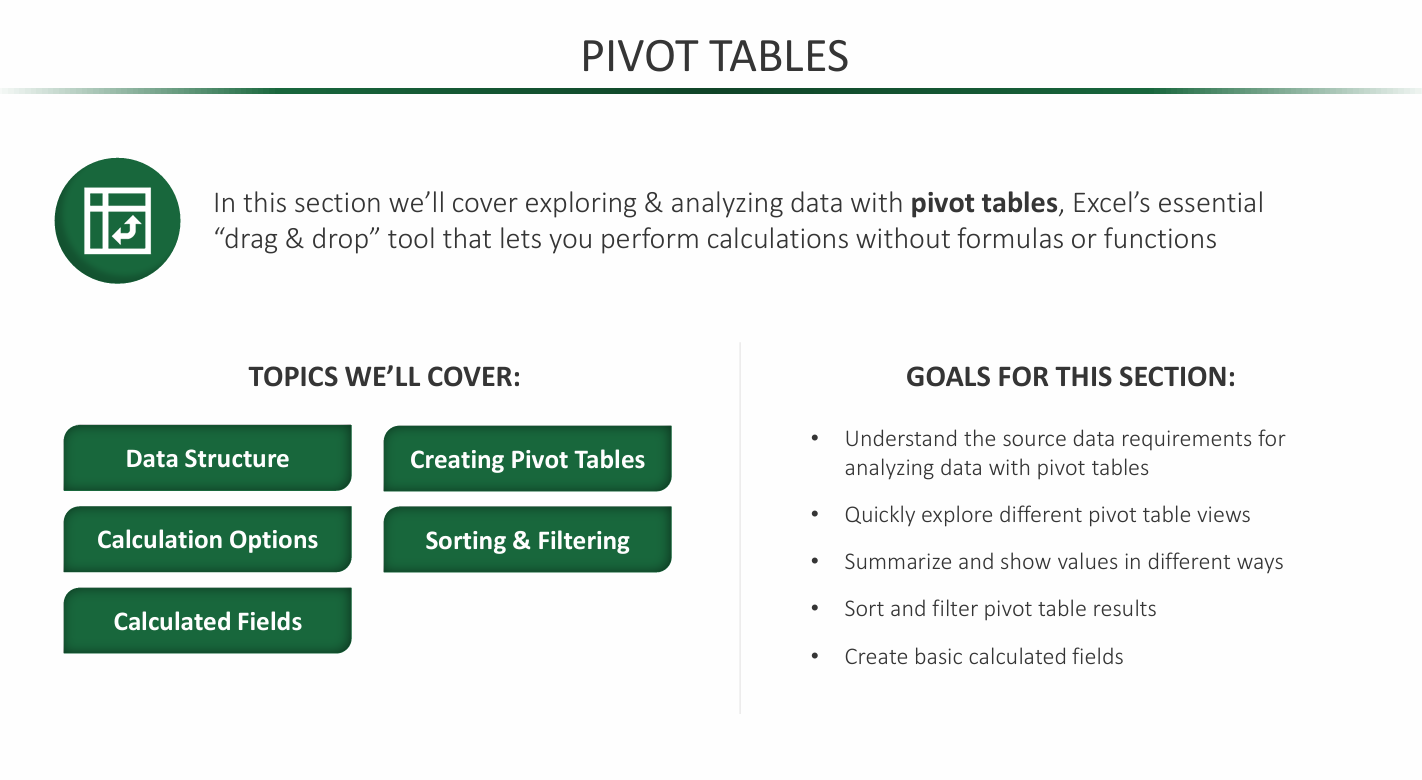 PIVOT TABLES
In this section we’ll cover exploring & analyzing data with pivot tables, Excel’s essential
“drag & drop” tool that lets you perform calculations without formulas or functions
TOPICS WE’LL COVER:
Data Structure
Creating Pivot Tables
Calculation Options
Sorting & Filtering
Calculated Fields
GOALS FOR THIS SECTION:
• Understand the source data requirements for
analyzing data with pivot tables
• Quickly explore different pivot table views
• Summarize and show values in different ways
• Sort and filter pivot table results
• Create basic calculated fields